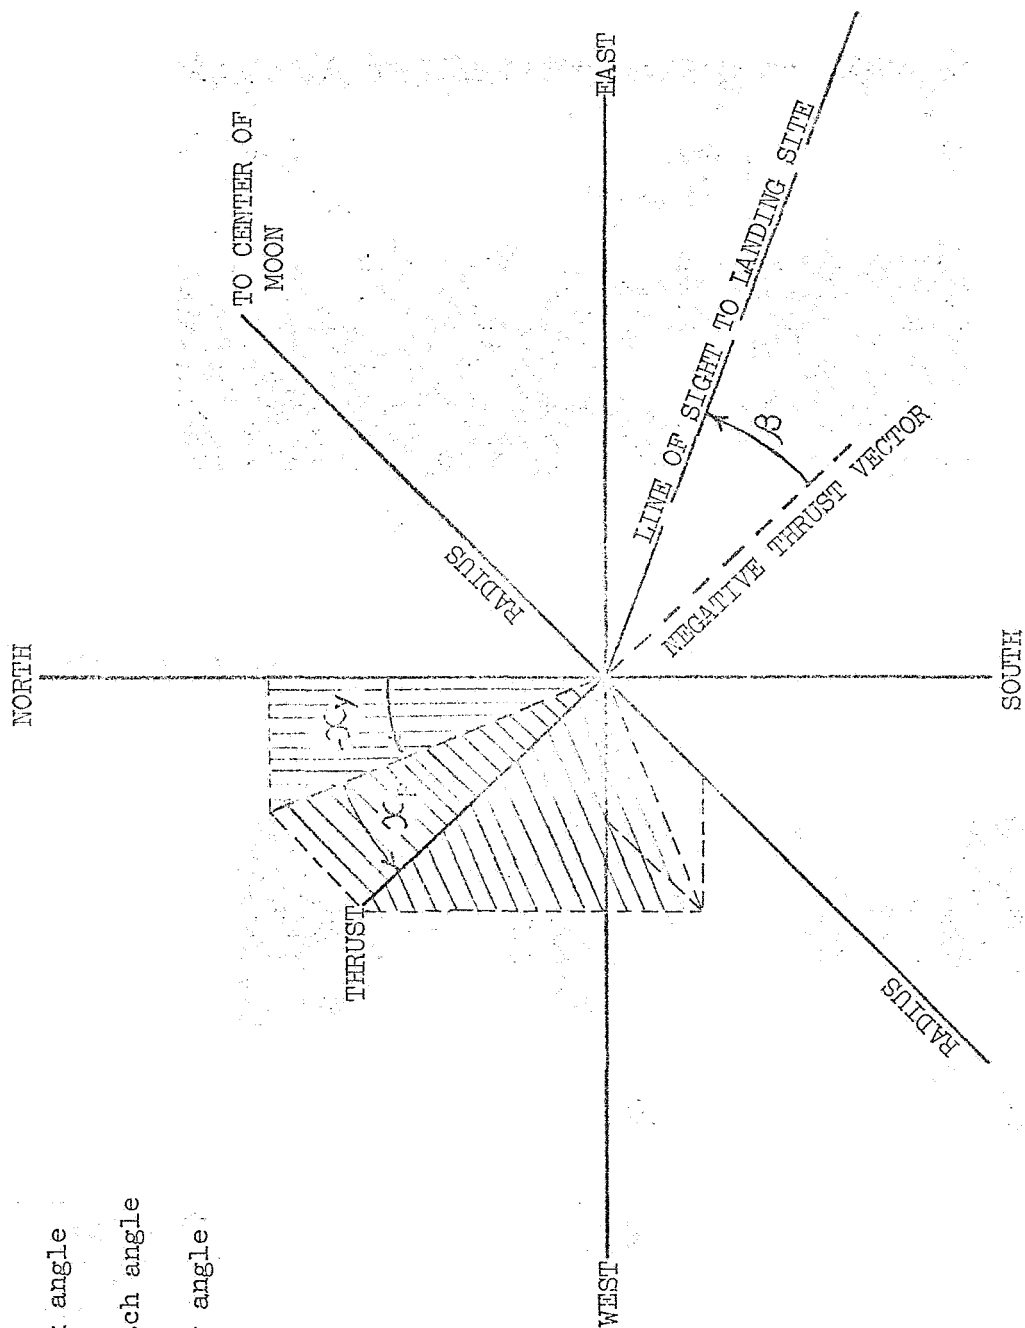 NORTH
EAST
TO CENTER OF
MOON
RADIUS
LINE OF SIGHT TO LANDING SITE
β
NEGATIVE THRUST VECTOR
-χy
χ
THRUST
RADIUS
WEST
SOUTH
angle
angle
angle